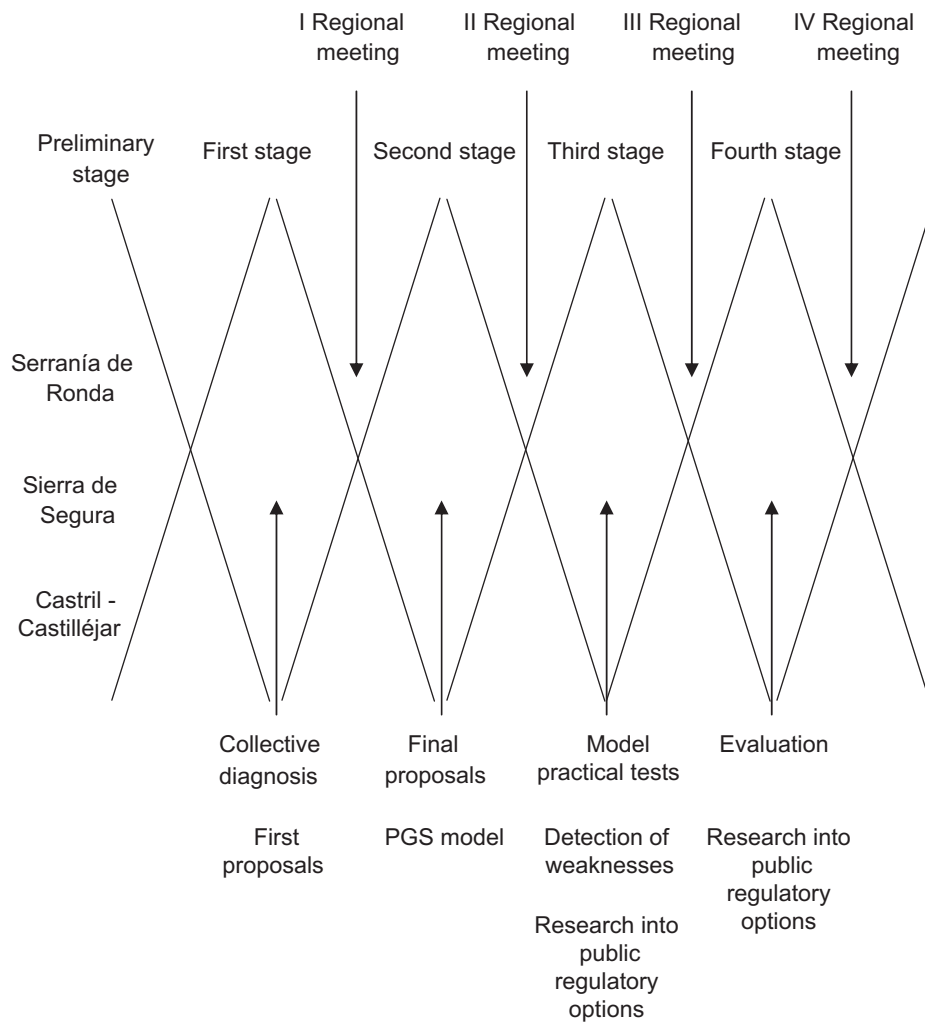 I Regional
meeting
II Regional
meeting
III Regional
meeting
IV Regional
meeting
Preliminary
stage
First stage
Second stage
Third stage
Fourth stage
Serranía de
Ronda
Sierra de
Segura
Castril -
Castilléjar
Collective
diagnosis
First
proposals
Final
proposals
PGS model
Model
practical tests
Detection of
weaknesses
Research into
public
regulatory
options
Evaluation
Research into
public
regulatory
options